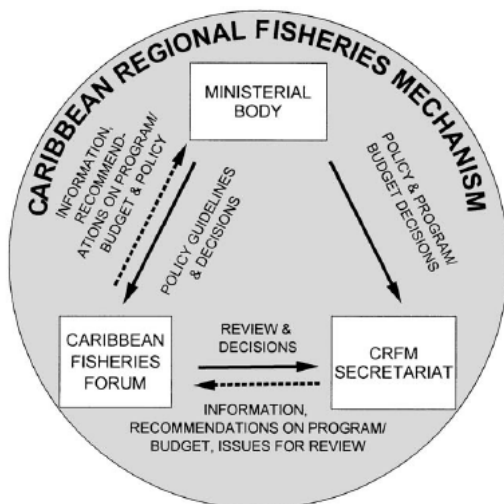 CARIBBEAN REGIONAL FISHERIES MECHANISM
MINISTERIAL
BODY
INFORMATION,
RECOMMEND-
ATIONS ON PROGRAM/
BUDGET & POLICY
POLICY GUIDELINES
& DECISIONS
POLICY & PROGRAM/
BUDGET DECISIONS
CARIBBEAN
FISHERIES
FORUM
REVIEW &
DECISIONS
CRFM
SECRETARIAT
INFORMATION,
RECOMMENDATIONS ON PROGRAM/
BUDGET, ISSUES FOR REVIEW